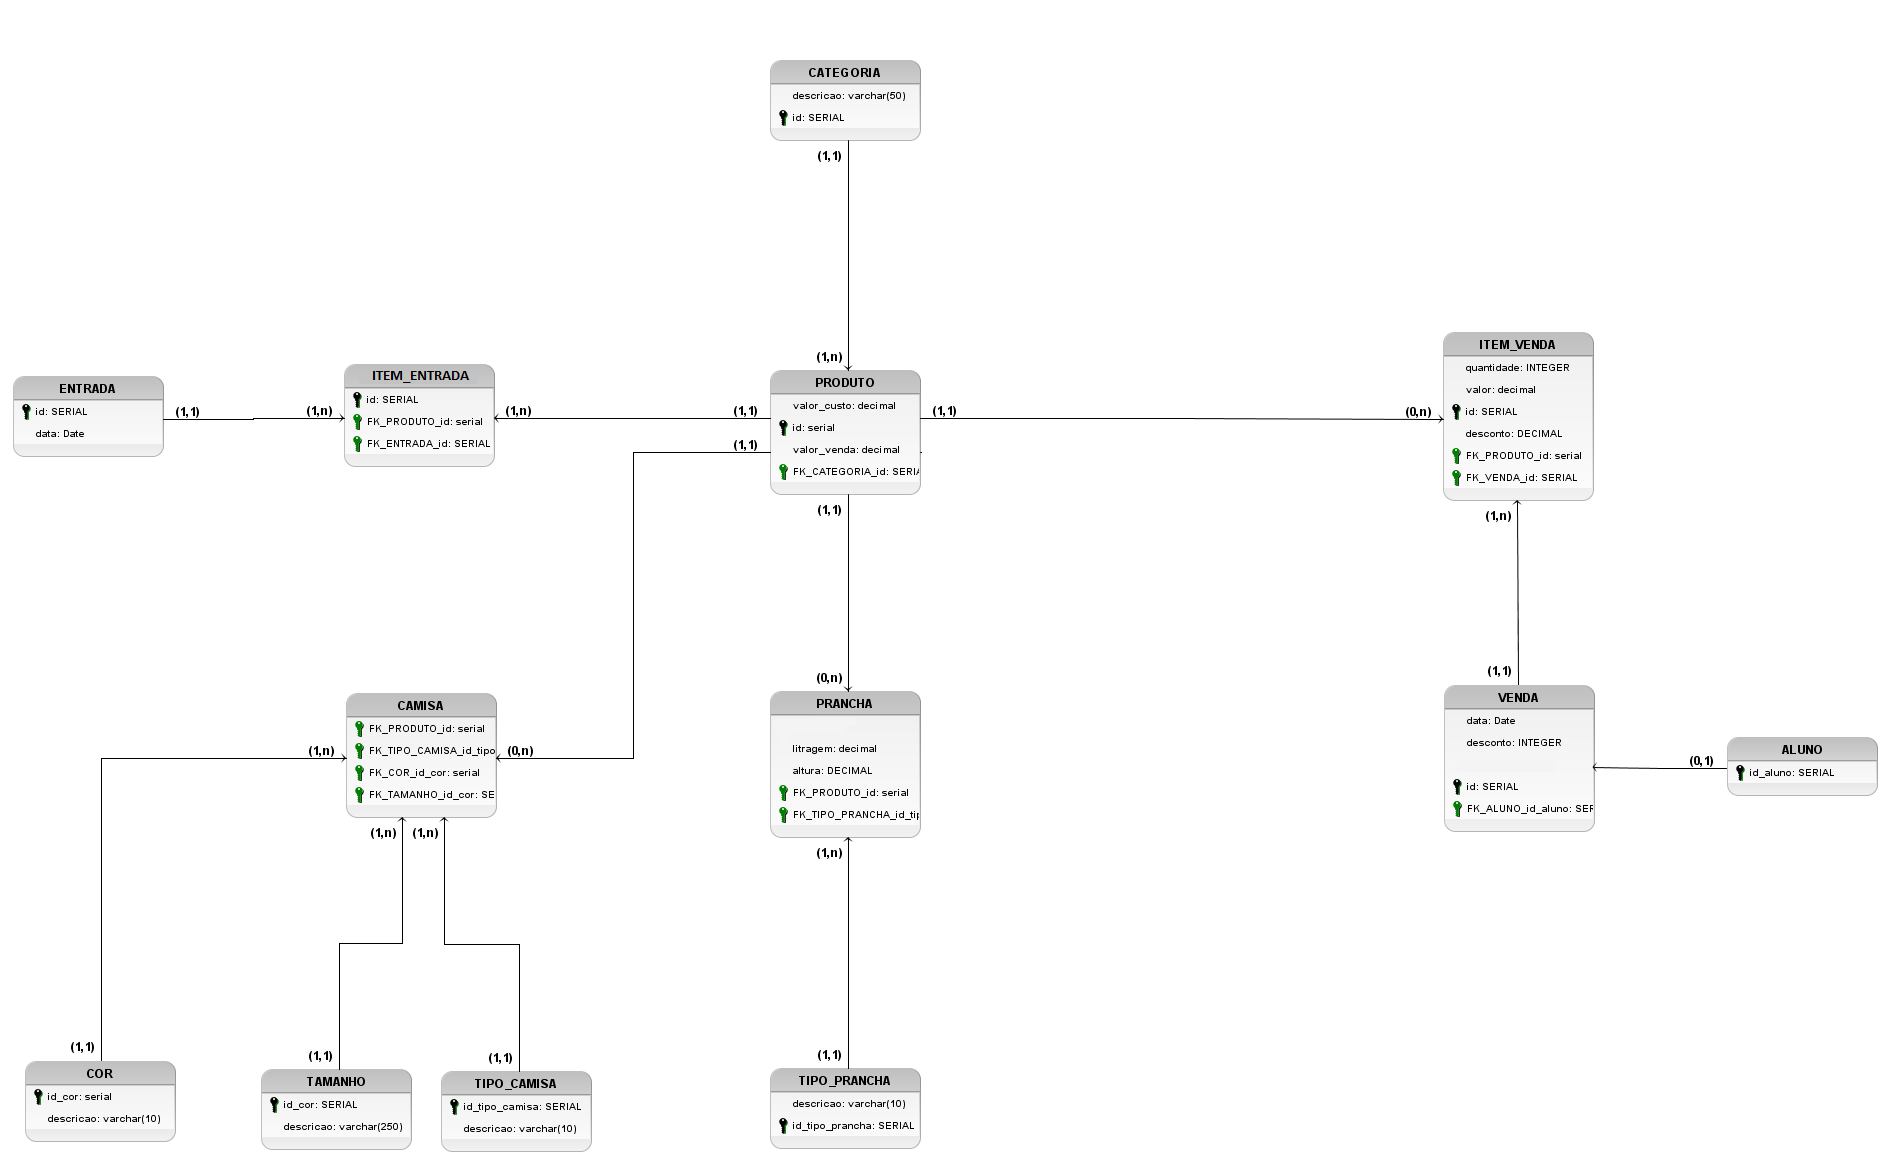 CATEGORIA
descricao: varchar(50)
id: SERIAL
(1,1)
(1,n)
ENTRADA
id: SERIAL
data: Date
(1,1)
(1,n)
ITEM_ENTRADA
id: SERIAL
FK_PRODUTO_id: serial
FK_ENTRADA_id: SERIAL
(1,n)
(1,1)
(1,1)
PRODUTO
valor_custo: decimal
id: serial
valor_venda: decimal
FK_CATEGORIA_id: SERIA
(1,1)
(0,n)
ITEM_VENDA
quantidade: INTEGER
valor: decimal
id: SERIAL
desconto: DECIMAL
FK_PRODUTO_id: serial
FK_VENDA_id: SERIAL
(1,n)
(1,1)
(1,1)
(0,n)
CAMISA
FK_PRODUTO_id: serial
FK_TIPO_CAMISA_id_tipo
FK_COR_id_cor: serial
FK_TAMANHO_id_cor: SE
(1,n)
(0,n)
(1,n)
(1,n)
PRANCHA
litragem: decimal
altura: DECIMAL
FK_PRODUTO_id: serial
FK_TIPO_PRANCHA_id_tip
(1,n)
VENDA
data: Date
desconto: INTEGER
id: SERIAL
FK_ALUNO_id_aluno: SER
(0,1)
ALUNO
id_aluno: SERIAL
(1,1)
COR
id_cor: serial
descricao: varchar(10)
(1,1)
TAMANHO
id_cor: SERIAL
descricao: varchar(250)
(1,1)
TIPO_CAMISA
id_tipo_camisa: SERIAL
descricao: varchar(10)
(1,1)
TIPO_PRANCHA
descricao: varchar(10)
id_tipo_prancha: SERIAL